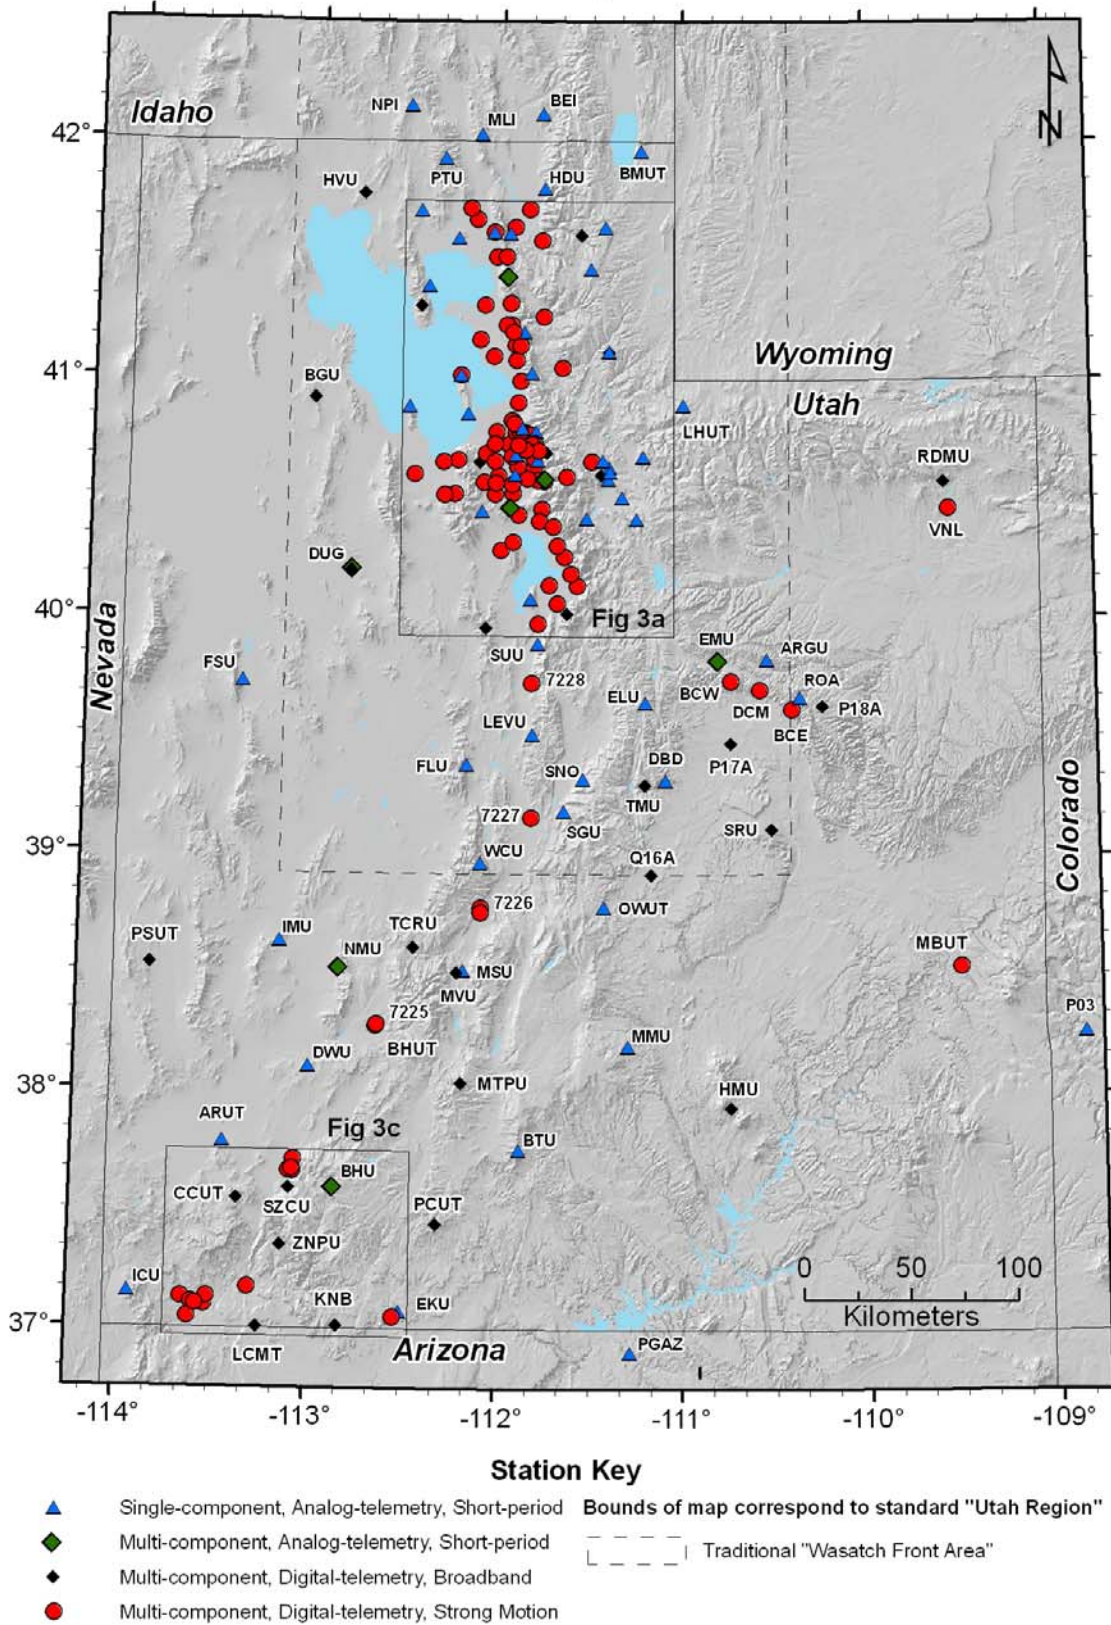 NPI
BEI
MLI
Idaho
42°
PTU
HDU
BMUT
HVU
Wyoming
41°
BGU
Utah
LHUT
RDMU
VNL
DUG
40°
Fig 3a
Nevada
SUU
EMU
ARGU
FSU
7228
ELU
BCW
ROA
DCM
P18A
LEVU
BCE
FLU
SNO
DBD
P17A
TMU
7227
SGU
SRU
39°
WCU
Q16A
Colorado
7226
OWUT
PSUT
IMU
TCRU
NMU
MBUT
MSU
MVU
7225
P03
BHUT
DWU
MMU
38°
MTPU
HMU
ARUT
Fig 3c
BTU
BHU
CCUT
SZCU
PCUT
ZNPU
ICU
0 50 100
KNB
EKU
Kilometers
37°
LCMT
Arizona
PGAZ
N
-114° -113° -112° -111° -110° -109°
Station Key
Single-component, Analog-telemetry, Short-period
Multi-component, Analog-telemetry, Short-period
Multi-component, Digital-telemetry, Broadband
Multi-component, Digital-telemetry, Strong Motion
Bounds of map correspond to standard "Utah Region"
Traditional "Wasatch Front Area"